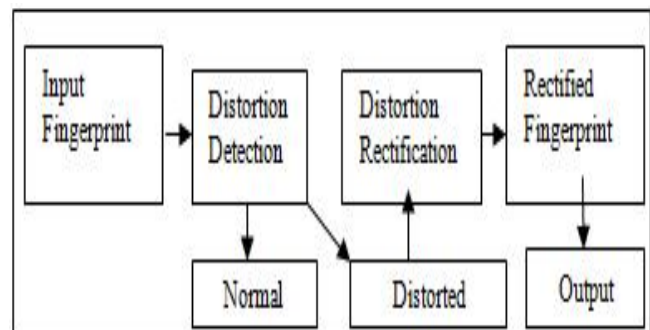 Input
Fingerprint
Distortion
Detection
Distortion
Rectification
Rectified
Fingerprint
Normal
Distorted
Output